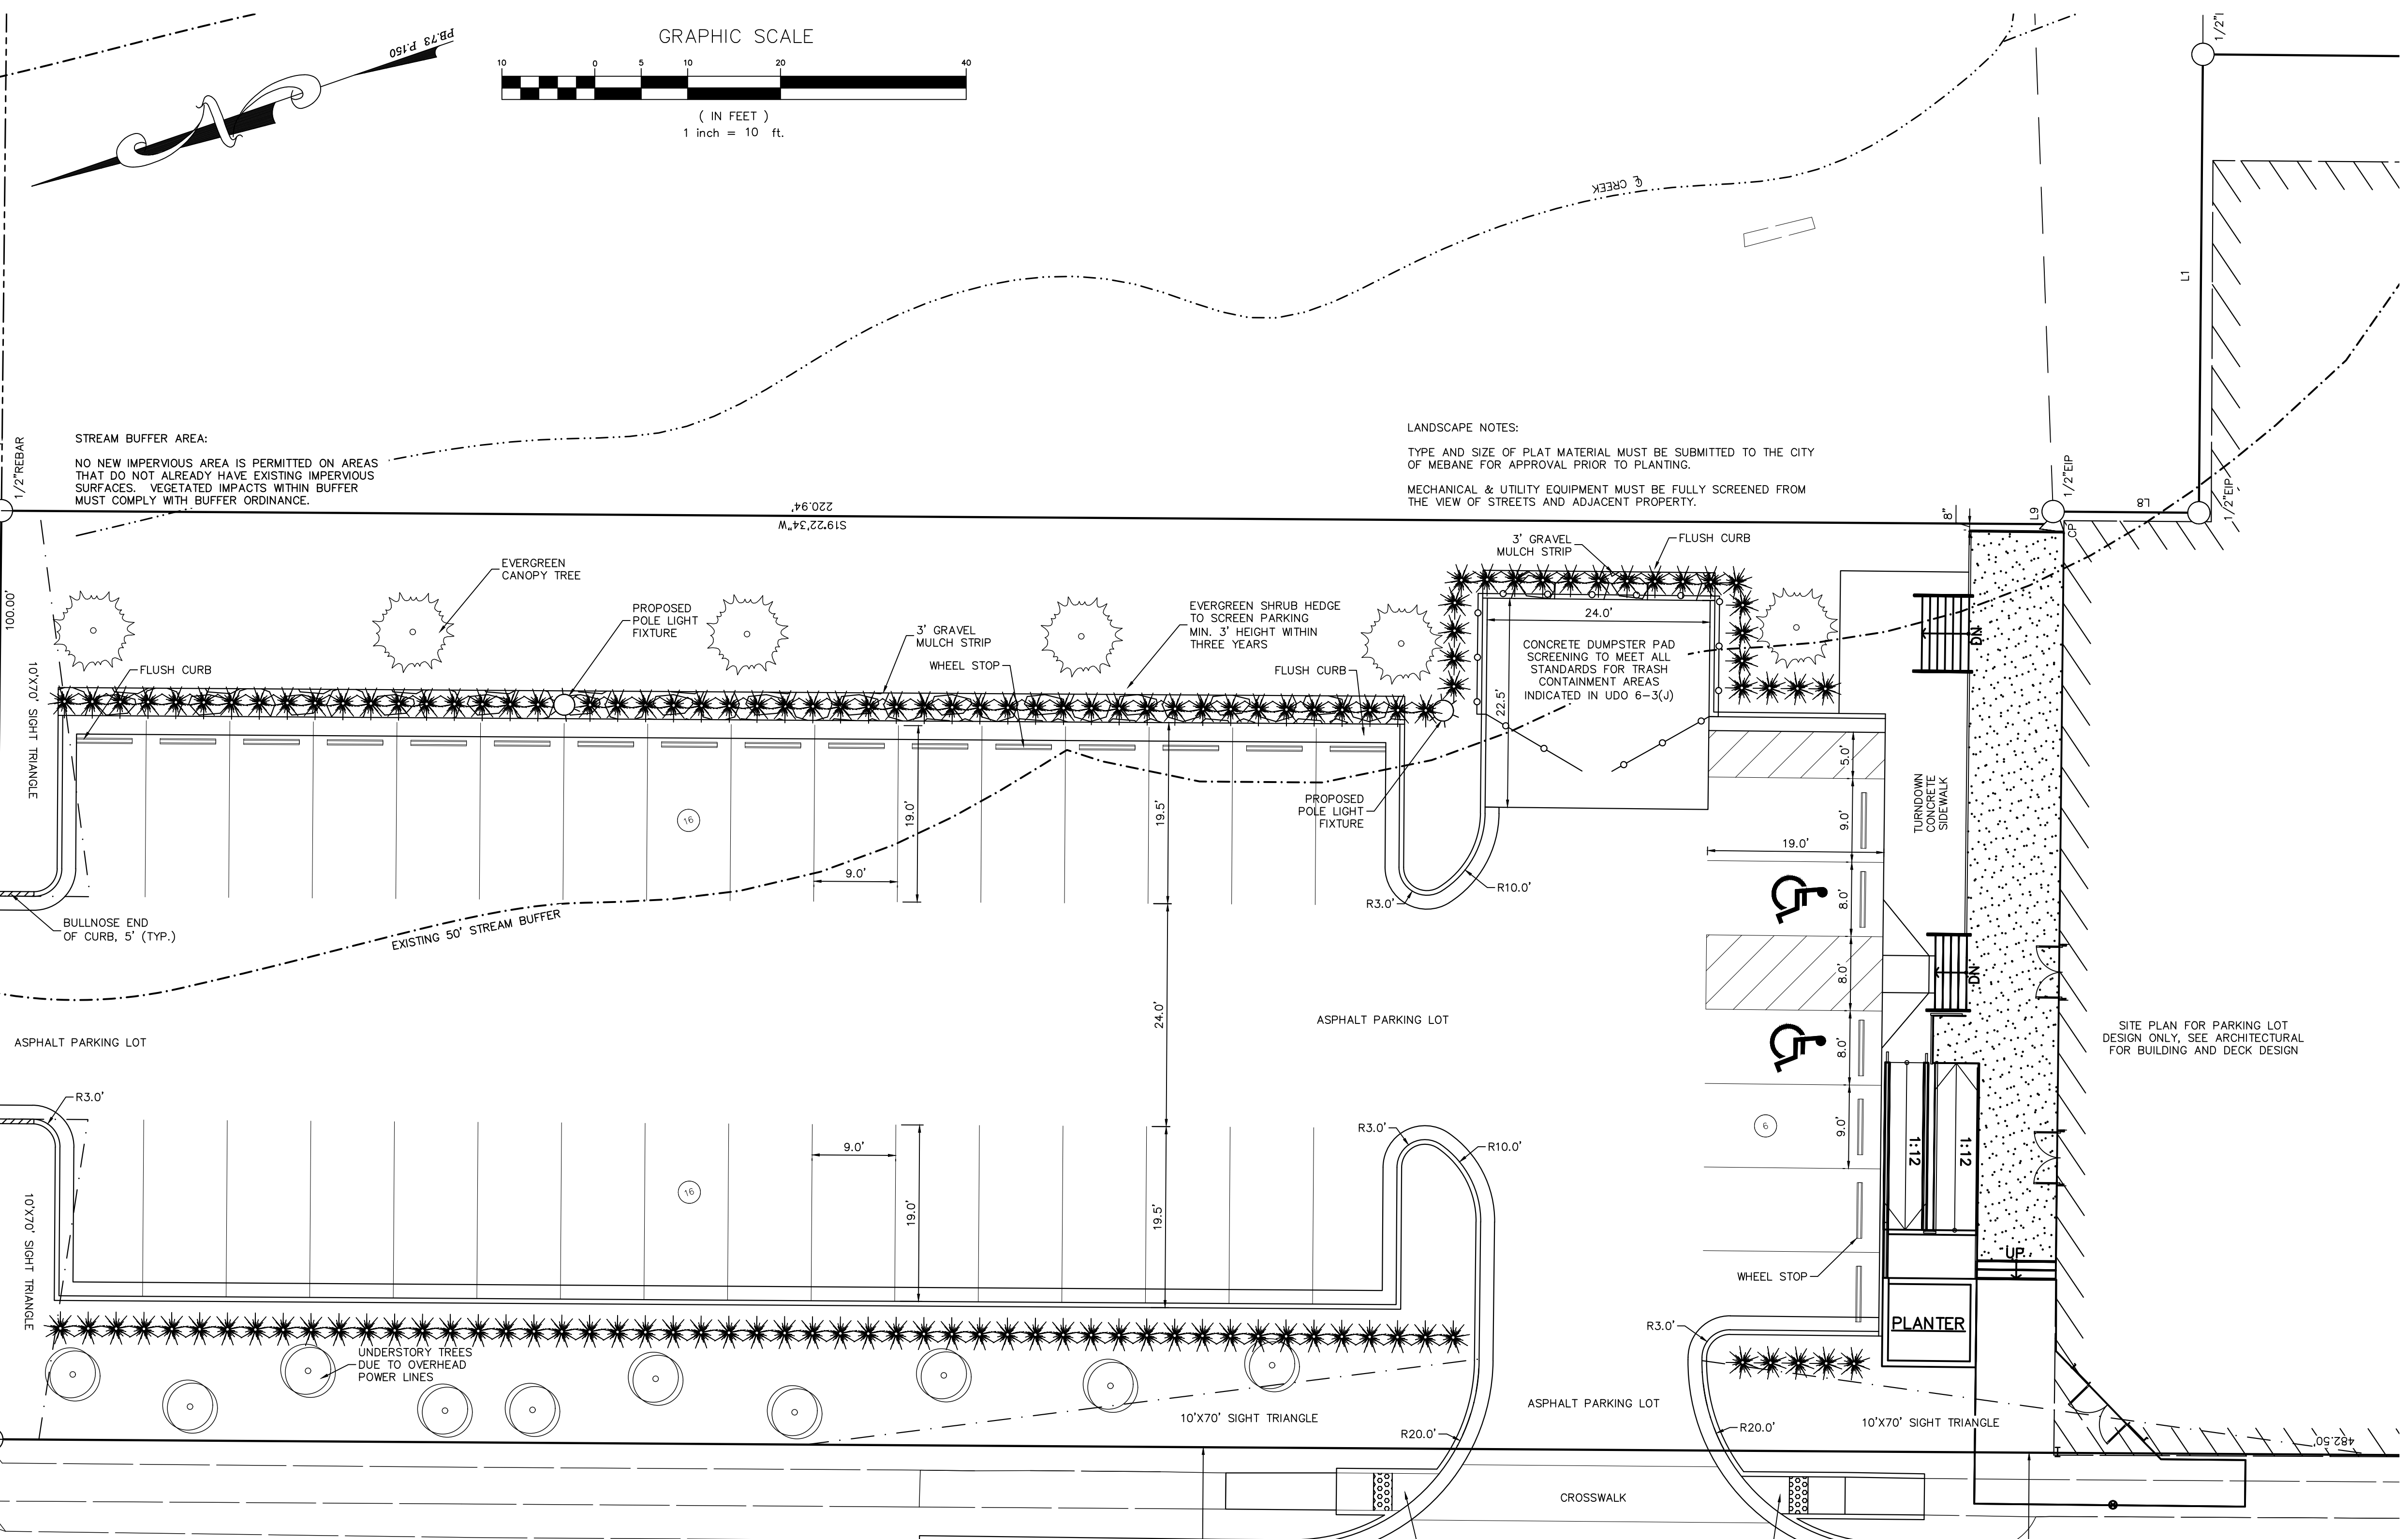 PB.73 P.150
N
GRAPHIC SCALE
10 0 5 10 20 40
( IN FEET )
1 inch = 10 ft.
1/2"I
℄ CREEK
L1
STREAM BUFFER AREA:
NO NEW IMPERVIOUS AREA IS PERMITTED ON AREAS
THAT DO NOT ALREADY HAVE EXISTING IMPERVIOUS
SURFACES. VEGETATED IMPACTS WITHIN BUFFER
MUST COMPLY WITH BUFFER ORDINANCE.
1/2"REBAR
LANDSCAPE NOTES:
TYPE AND SIZE OF PLAT MATERIAL MUST BE SUBMITTED TO THE CITY
OF MEBANE FOR APPROVAL PRIOR TO PLANTING.
MECHANICAL & UTILITY EQUIPMENT MUST BE FULLY SCREENED FROM
THE VIEW OF STREETS AND ADJACENT PROPERTY.
220.94'
S19°22'34"W
8"
L9
1/2"EIP
CP
L8
1/2"EIP
100.00'
10'X70' SIGHT TRIANGLE
EVERGREEN
CANOPY TREE
PROPOSED
POLE LIGHT
FIXTURE
3' GRAVEL
MULCH STRIP
WHEEL STOP
EVERGREEN SHRUB HEDGE
TO SCREEN PARKING
MIN. 3' HEIGHT WITHIN
THREE YEARS
FLUSH CURB
FLUSH CURB
3' GRAVEL
MULCH STRIP
FLUSH CURB
24.0'
CONCRETE DUMPSTER PAD
SCREENING TO MEET ALL
STANDARDS FOR TRASH
CONTAINMENT AREAS
INDICATED IN UDO 6-3(J)
22.5'
DN
PROPOSED
POLE LIGHT
FIXTURE
16
19.0'
19.5'
9.0'
R3.0'
R10.0'
5.0'
9.0'
19.0'
8.0'
8.0'
8.0'
9.0'
TURNDOWN
CONCRETE
SIDEWALK
DN
BULLNOSE END
OF CURB, 5' (TYP.)
EXISTING 50' STREAM BUFFER
ASPHALT PARKING LOT
24.0'
ASPHALT PARKING LOT
SITE PLAN FOR PARKING LOT
DESIGN ONLY, SEE ARCHITECTURAL
FOR BUILDING AND DECK DESIGN
R3.0'
9.0'
16
19.0'
19.5'
R3.0'
R10.0'
6
1:12
1:12
UP
WHEEL STOP
10'X70' SIGHT TRIANGLE
R3.0'
PLANTER
UNDERSTORY TREES
DUE TO OVERHEAD
POWER LINES
10'X70' SIGHT TRIANGLE
R20.0'
ASPHALT PARKING LOT
R20.0'
10'X70' SIGHT TRIANGLE
482.50'
CROSSWALK